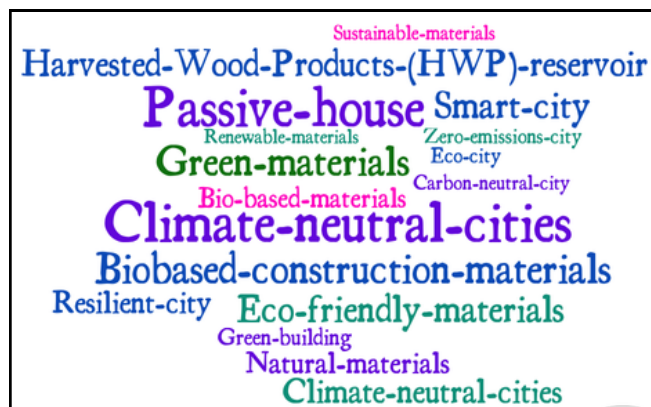 Sustainable-materials
Harvested-Wood-Products-(HWP)-reservoir
Passive-house Smart-city
Renewable-materials Zero-emissions-city
Green-materials Eco-city
Carbon-neutral-city
Bio-based-materials
Climate-neutral-cities
Biobased-construction-materials
Resilient-city Eco-friendly-materials
Green-building
Natural-materials
Climate-neutral-cities